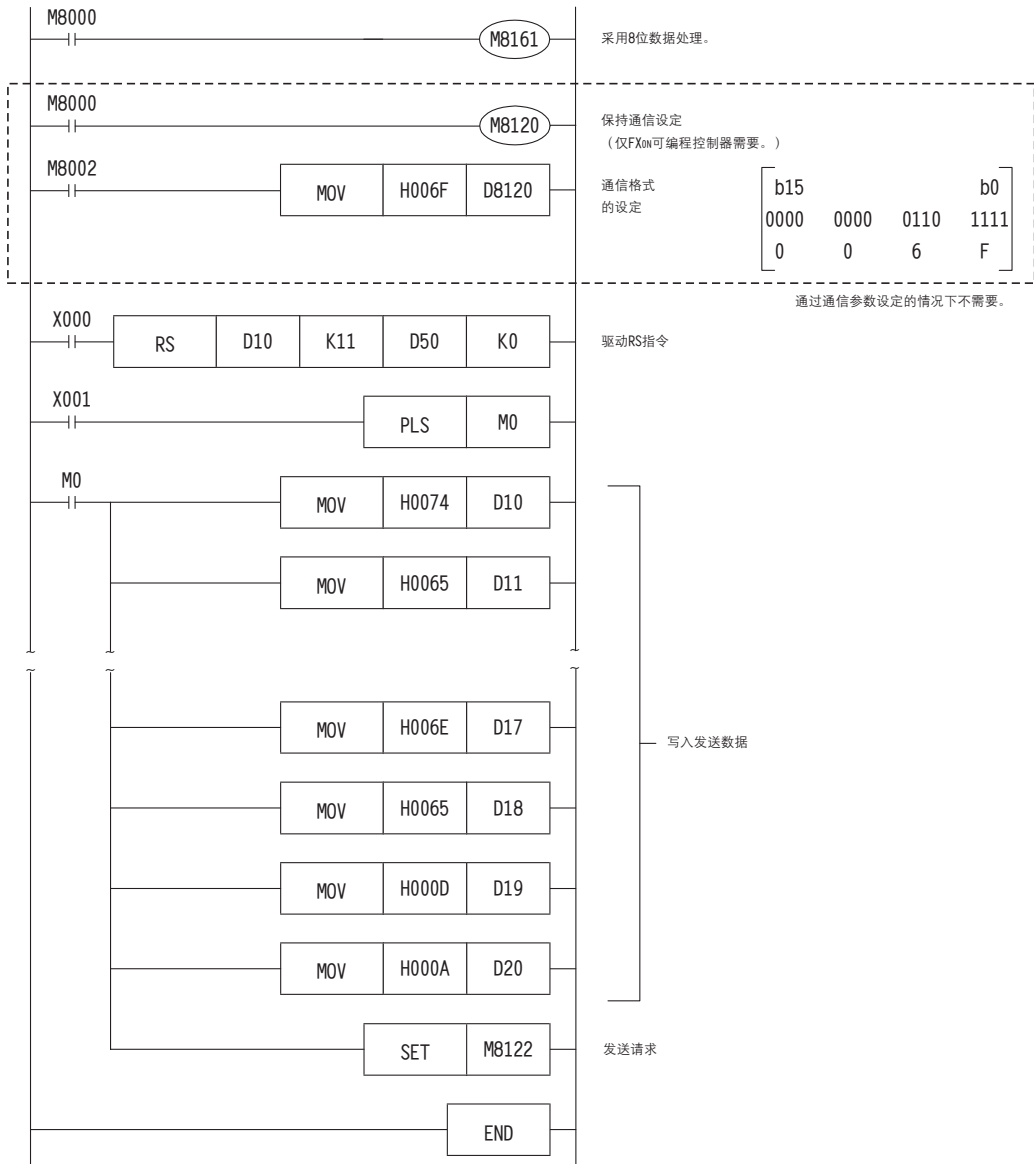 M8000
M8161
采用8位数据处理。
M8000
M8120
保持通信设定
（仅FX0N可编程控制器需要。）
M8002
MOV H006F D8120
通信格式
的设定
b15 b0
0000 0000 0110 1111
0 0 6 F
通过通信参数设定的情况下不需要。
X000
RS D10 K11 D50 K0
驱动RS指令
X001
PLS M0
M0
MOV H0074 D10
MOV H0065 D11
MOV H006E D17
写入发送数据
MOV H0065 D18
MOV H000D D19
MOV H000A D20
SET M8122
发送请求
END